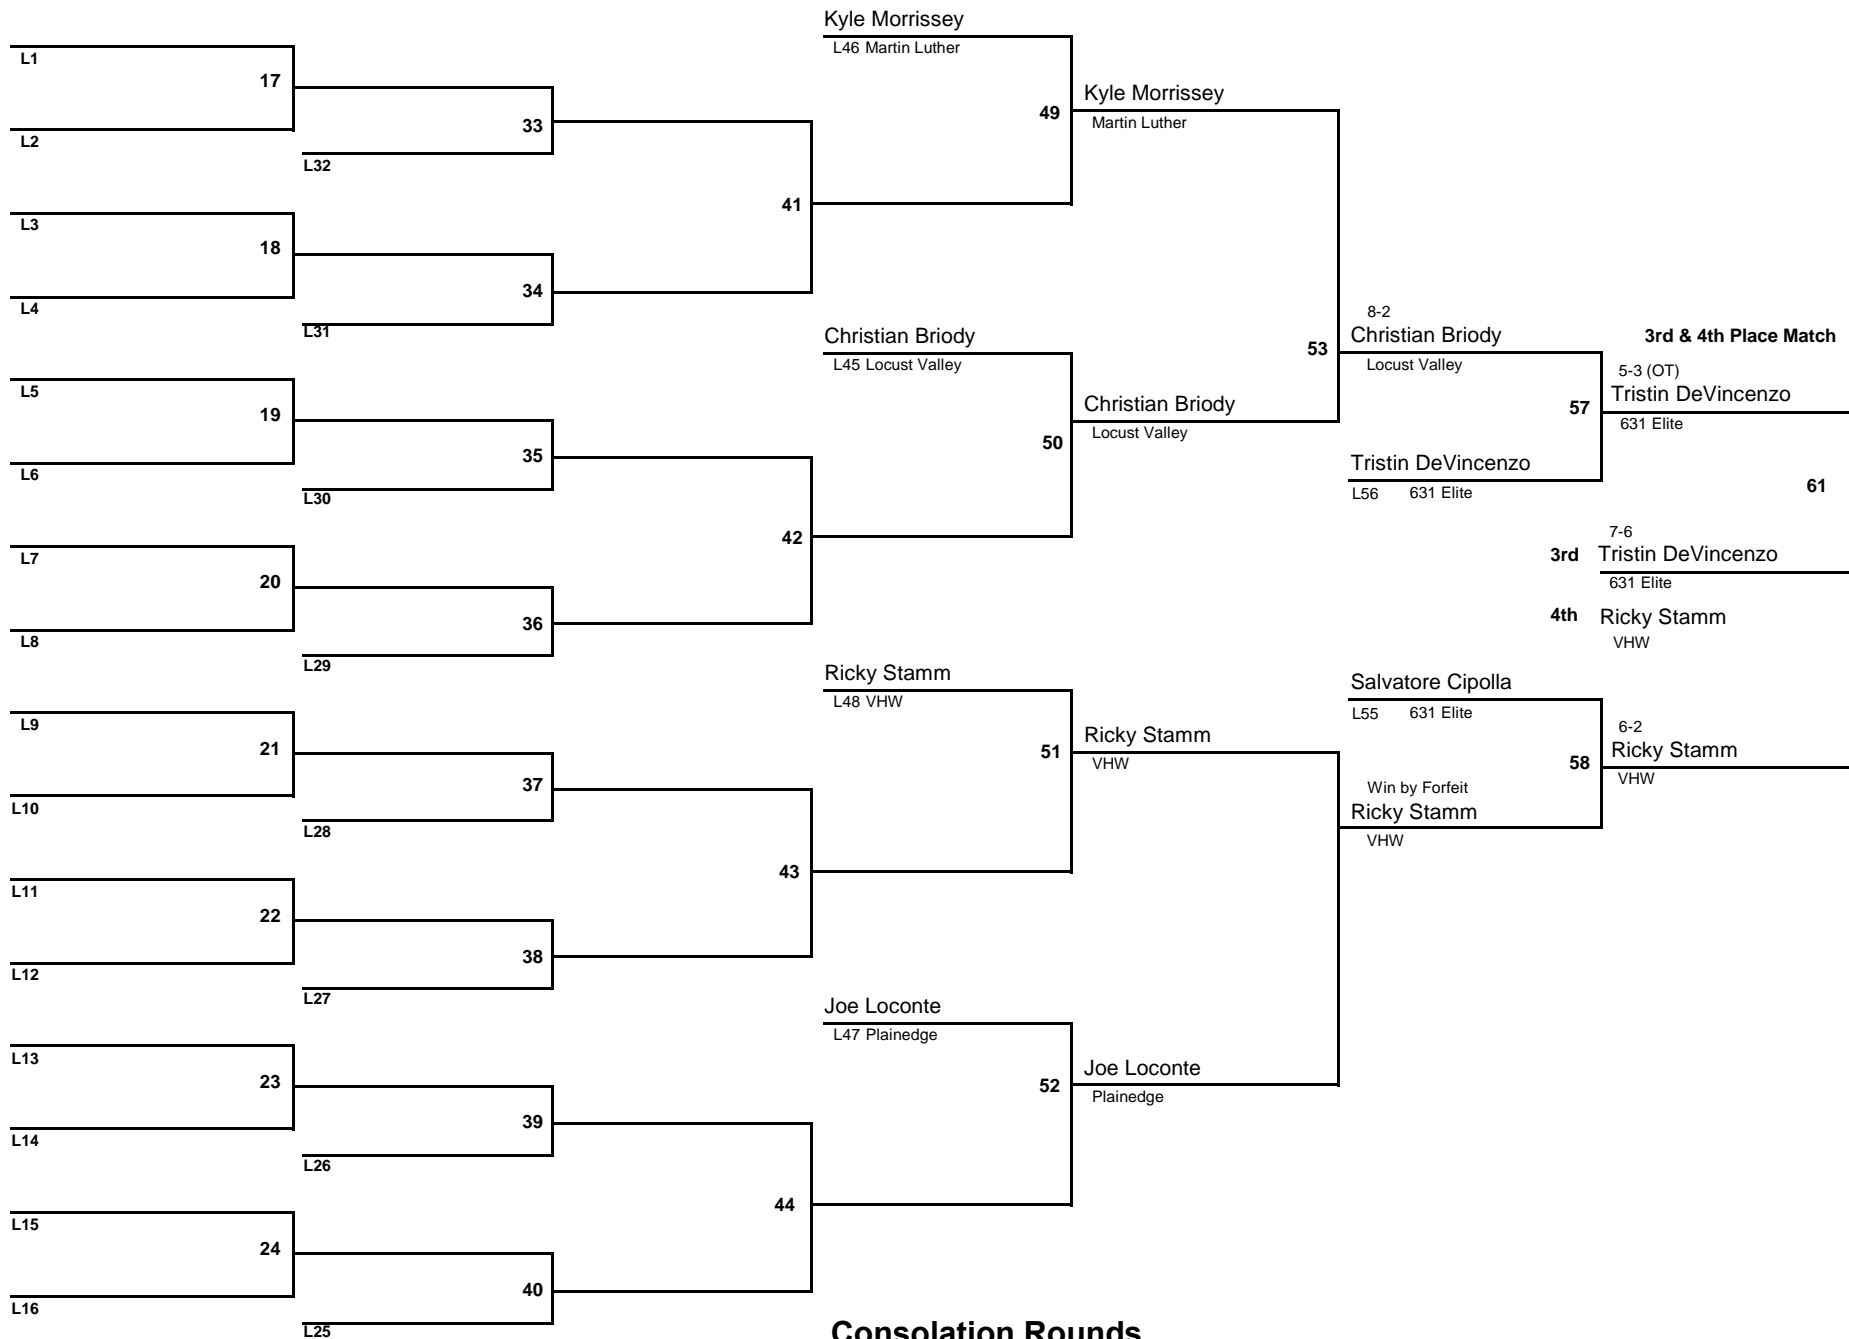 Kyle Morrissey
L46 Martin Luther
L1
17
L2
33
L32
49
Kyle Morrissey
Martin Luther
L3
18
L4
34
L31
41
Christian Briody
L45 Locust Valley
53
8-2
Christian Briody
Locust Valley
3rd & 4th Place Match
5-3 (OT)
Tristin DeVincenzo
631 Elite
57
L5
19
L6
35
L30
50
Christian Briody
Locust Valley
Tristin DeVincenzo
L56 631 Elite
61
L7
20
L8
36
L29
42
7-6
3rd Tristin DeVincenzo
631 Elite
4th Ricky Stamm
VHW
Ricky Stamm
L48 VHW
Salvatore Cipolla
L55 631 Elite
L9
21
L10
37
L28
51
Ricky Stamm
VHW
58
6-2
Ricky Stamm
VHW
Win by Forfeit
Ricky Stamm
VHW
L11
22
L12
38
L27
43
Joe Loconte
L47 Plainedge
L13
23
L14
39
L26
52
Joe Loconte
Plainedge
L15
24
L16
40
L25
44
Consolation Rounds